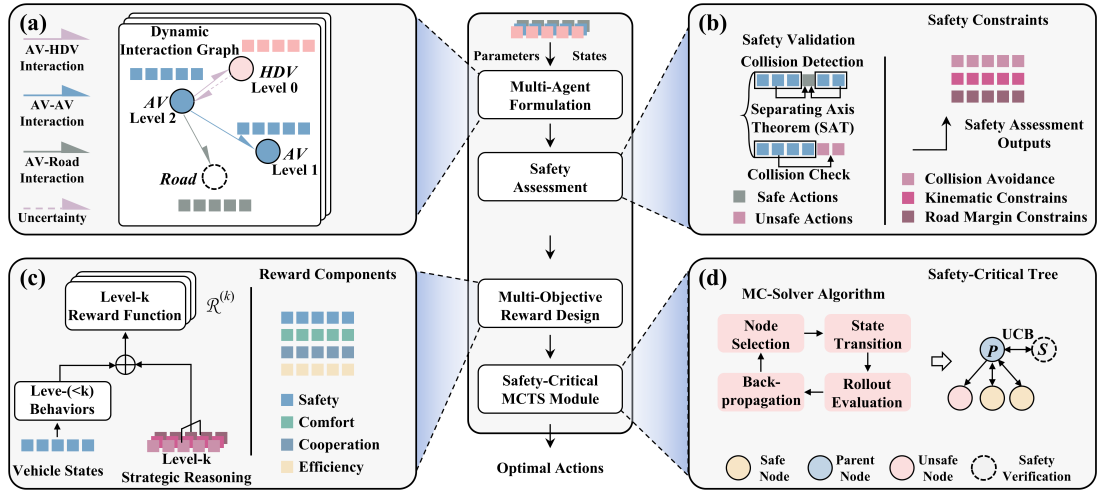 (a)
AV-HDV
Interaction
AV-AV
Interaction
AV-Road
Interaction
Uncertainty
Dynamic
Interaction Graph
HDV
Level 0
AV
Level 2
AV
Level 1
Road
Parameters
States
Multi-Agent
Formulation
Safety
Assessment
Multi-Objective
Reward Design
Safety-Critical
MCTS Module
Optimal Actions
(b)
Safety Validation
Collision Detection
Separating Axis
Theorem (SAT)
Collision Check
Safe Actions
Unsafe Actions
Safety Constraints
Safety Assessment
Outputs
Collision Avoidance
Kinematic Constrains
Road Margin Constrains
(c)
Level-k
Reward Function
ℛ⁽ᵏ⁾
Leve-(<k)
Behaviors
Vehicle States
Level-k
Strategic Reasoning
Reward Components
Safety
Comfort
Cooperation
Efficiency
(d)
MC-Solver Algorithm
Node
Selection
State
Transition
Back-
propagation
Rollout
Evaluation
Safety-Critical Tree
UCB
P
S
Safe
Node
Parent
Node
Unsafe
Node
Safety
Verification